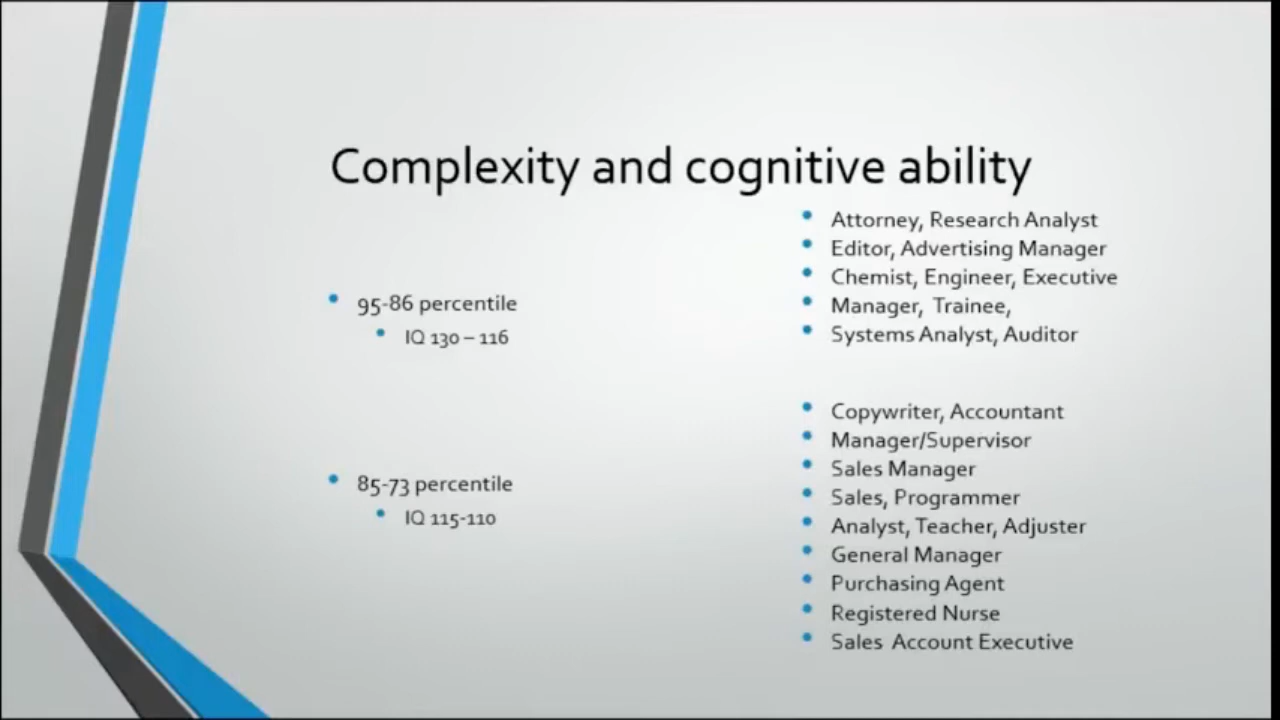 Complexity and cognitive ability
95-86 percentile
IQ 130 – 116
Attorney, Research Analyst
Editor, Advertising Manager
Chemist, Engineer, Executive
Manager, Trainee,
Systems Analyst, Auditor
85-73 percentile
IQ 115-110
Copywriter, Accountant
Manager/Supervisor
Sales Manager
Sales, Programmer
Analyst, Teacher, Adjuster
General Manager
Purchasing Agent
Registered Nurse
Sales Account Executive